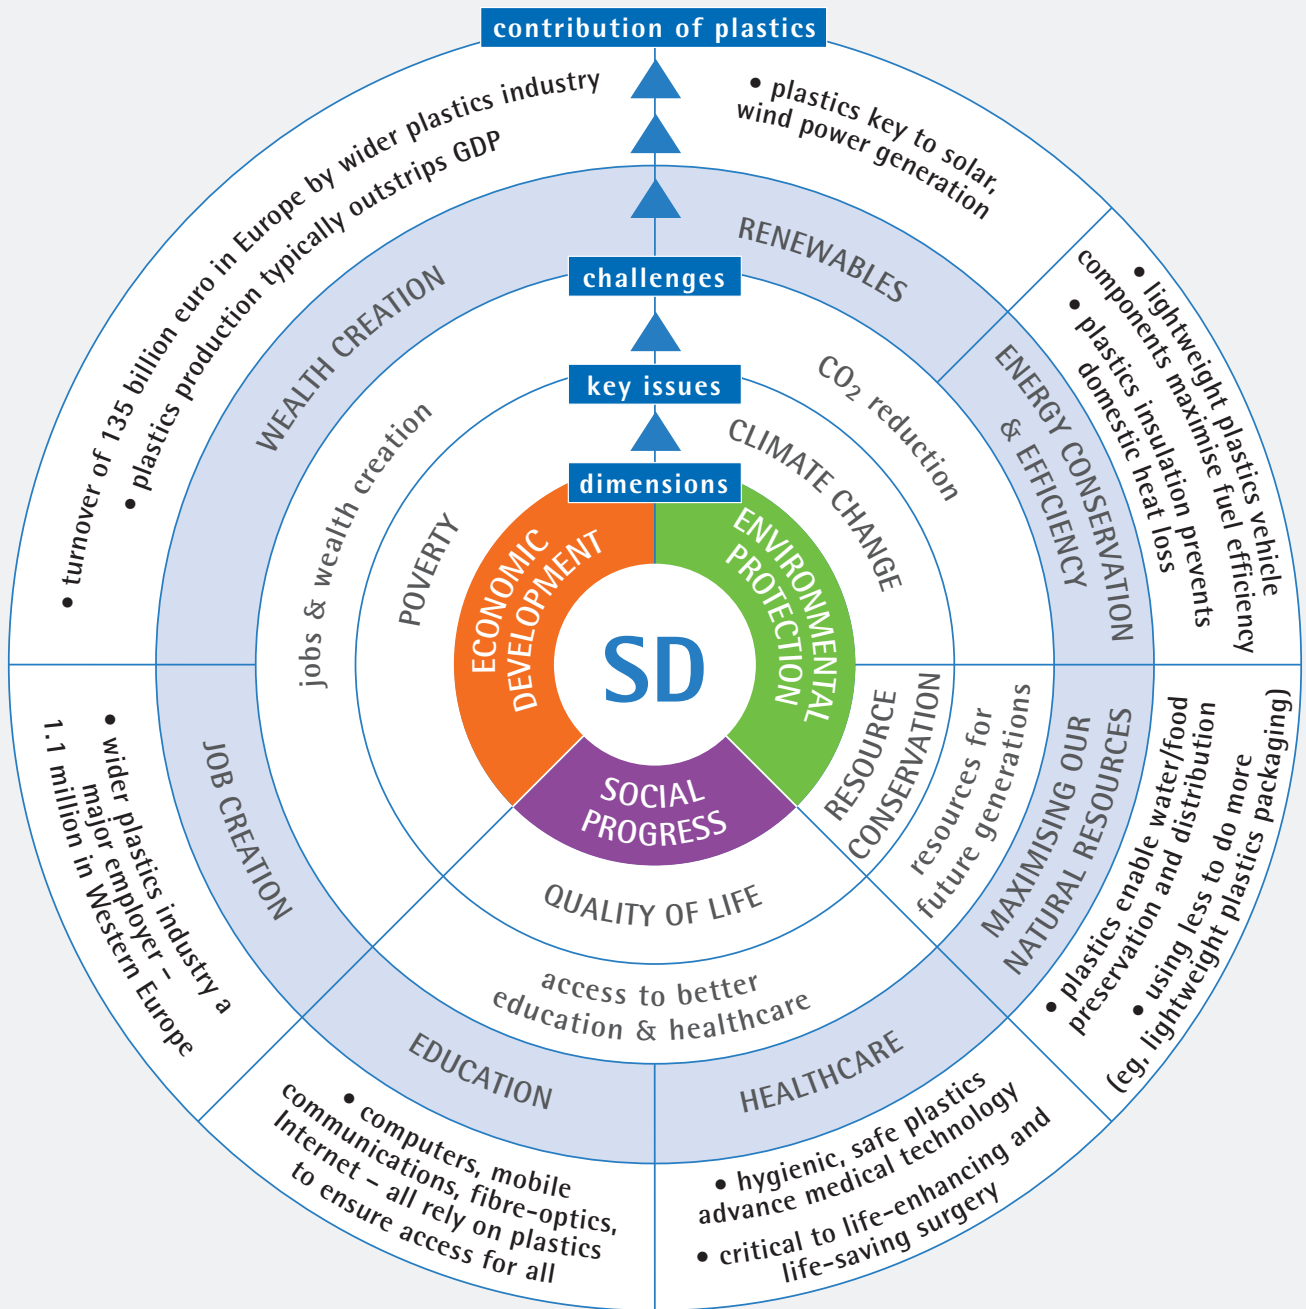 contribution of plastics
challenges
key issues
dimensions
SD
ECONOMIC
DEVELOPMENT
ENVIRONMENTAL
PROTECTION
SOCIAL
PROGRESS
POVERTY
CLIMATE CHANGE
RESOURCE
CONSERVATION
QUALITY OF LIFE
jobs & wealth creation
CO₂ reduction
resources for
future generations
access to better
education & healthcare
WEALTH CREATION
RENEWABLES
ENERGY CONSERVATION
& EFFICIENCY
MAXIMISING OUR
NATURAL RESOURCES
HEALTHCARE
EDUCATION
JOB CREATION
• turnover of 135 billion euro in Europe by wider plastics industry
• plastics production typically outstrips GDP
• plastics key to solar,
wind power generation
• lightweight plastics vehicle
components maximise fuel efficiency
• plastics insulation prevents
domestic heat loss
• plastics enable water/food
preservation and distribution
• using less to do more
(eg. lightweight plastics packaging)
• hygienic, safe plastics
advance medical technology
• critical to life-enhancing and
life-saving surgery
• computers, mobile
communications, fibre-optics,
Internet – all rely on plastics
to ensure access for all
• wider plastics industry a
major employer –
1.1 million in Western Europe